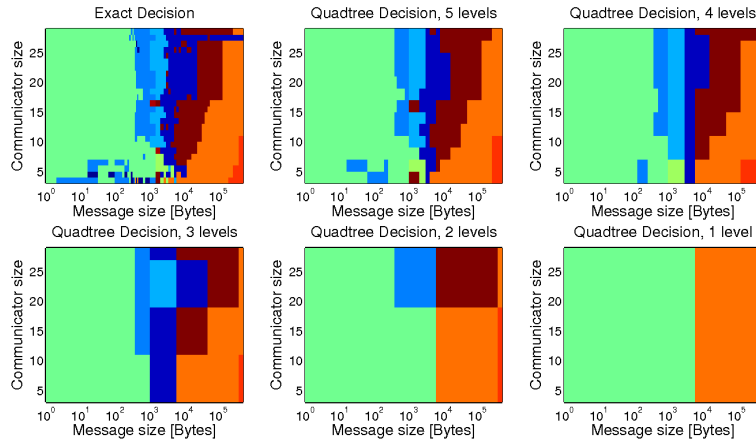 Exact Decision
Quadtree Decision, 5 levels
Quadtree Decision, 4 levels
Communicator size
25
20
15
10
5
10^0 10^1 10^2 10^3 10^4 10^5
Message size [Bytes]
Communicator size
25
20
15
10
5
10^0 10^1 10^2 10^3 10^4 10^5
Message size [Bytes]
Communicator size
25
20
15
10
5
10^0 10^1 10^2 10^3 10^4 10^5
Message size [Bytes]
Quadtree Decision, 3 levels
Quadtree Decision, 2 levels
Quadtree Decision, 1 level
Communicator size
25
20
15
10
5
10^0 10^1 10^2 10^3 10^4 10^5
Message size [Bytes]
Communicator size
25
20
15
10
5
10^0 10^1 10^2 10^3 10^4 10^5
Message size [Bytes]
Communicator size
25
20
15
10
5
10^0 10^1 10^2 10^3 10^4 10^5
Message size [Bytes]